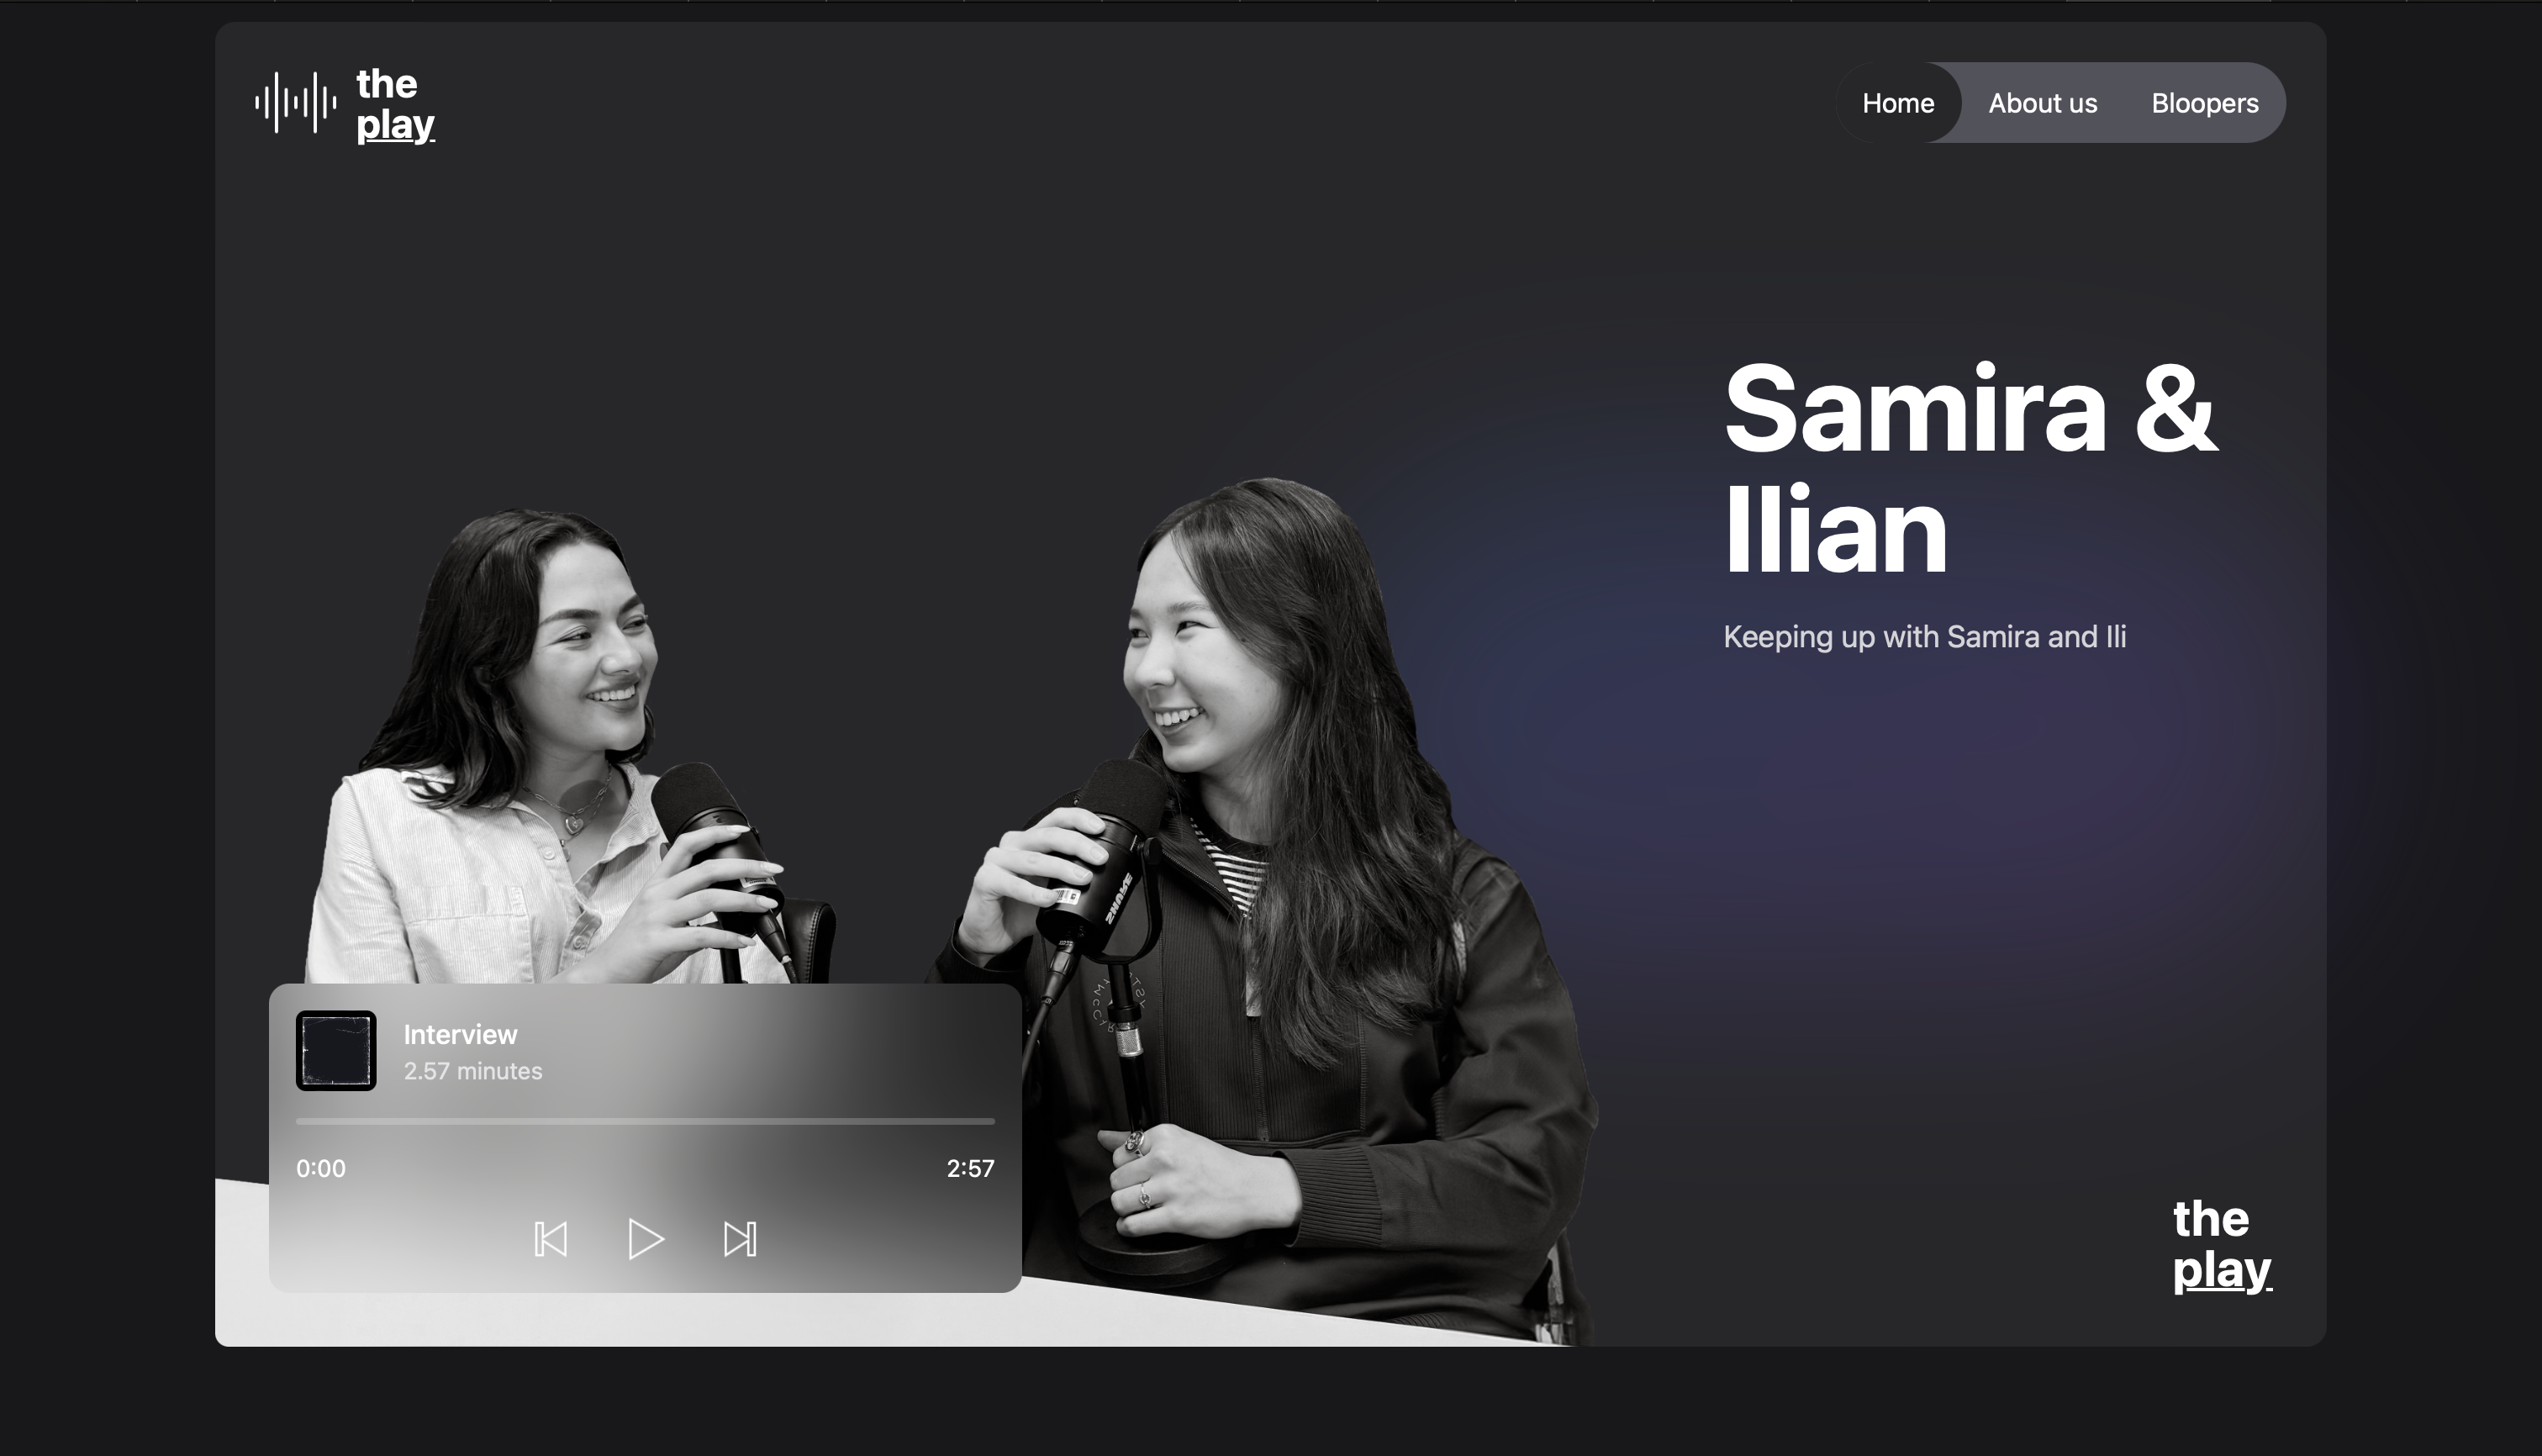 the
play
Home
About us
Bloopers
Samira &
Ilian
Keeping up with Samira and Ili
Interview
2.57 minutes
0:00
2:57
the
play